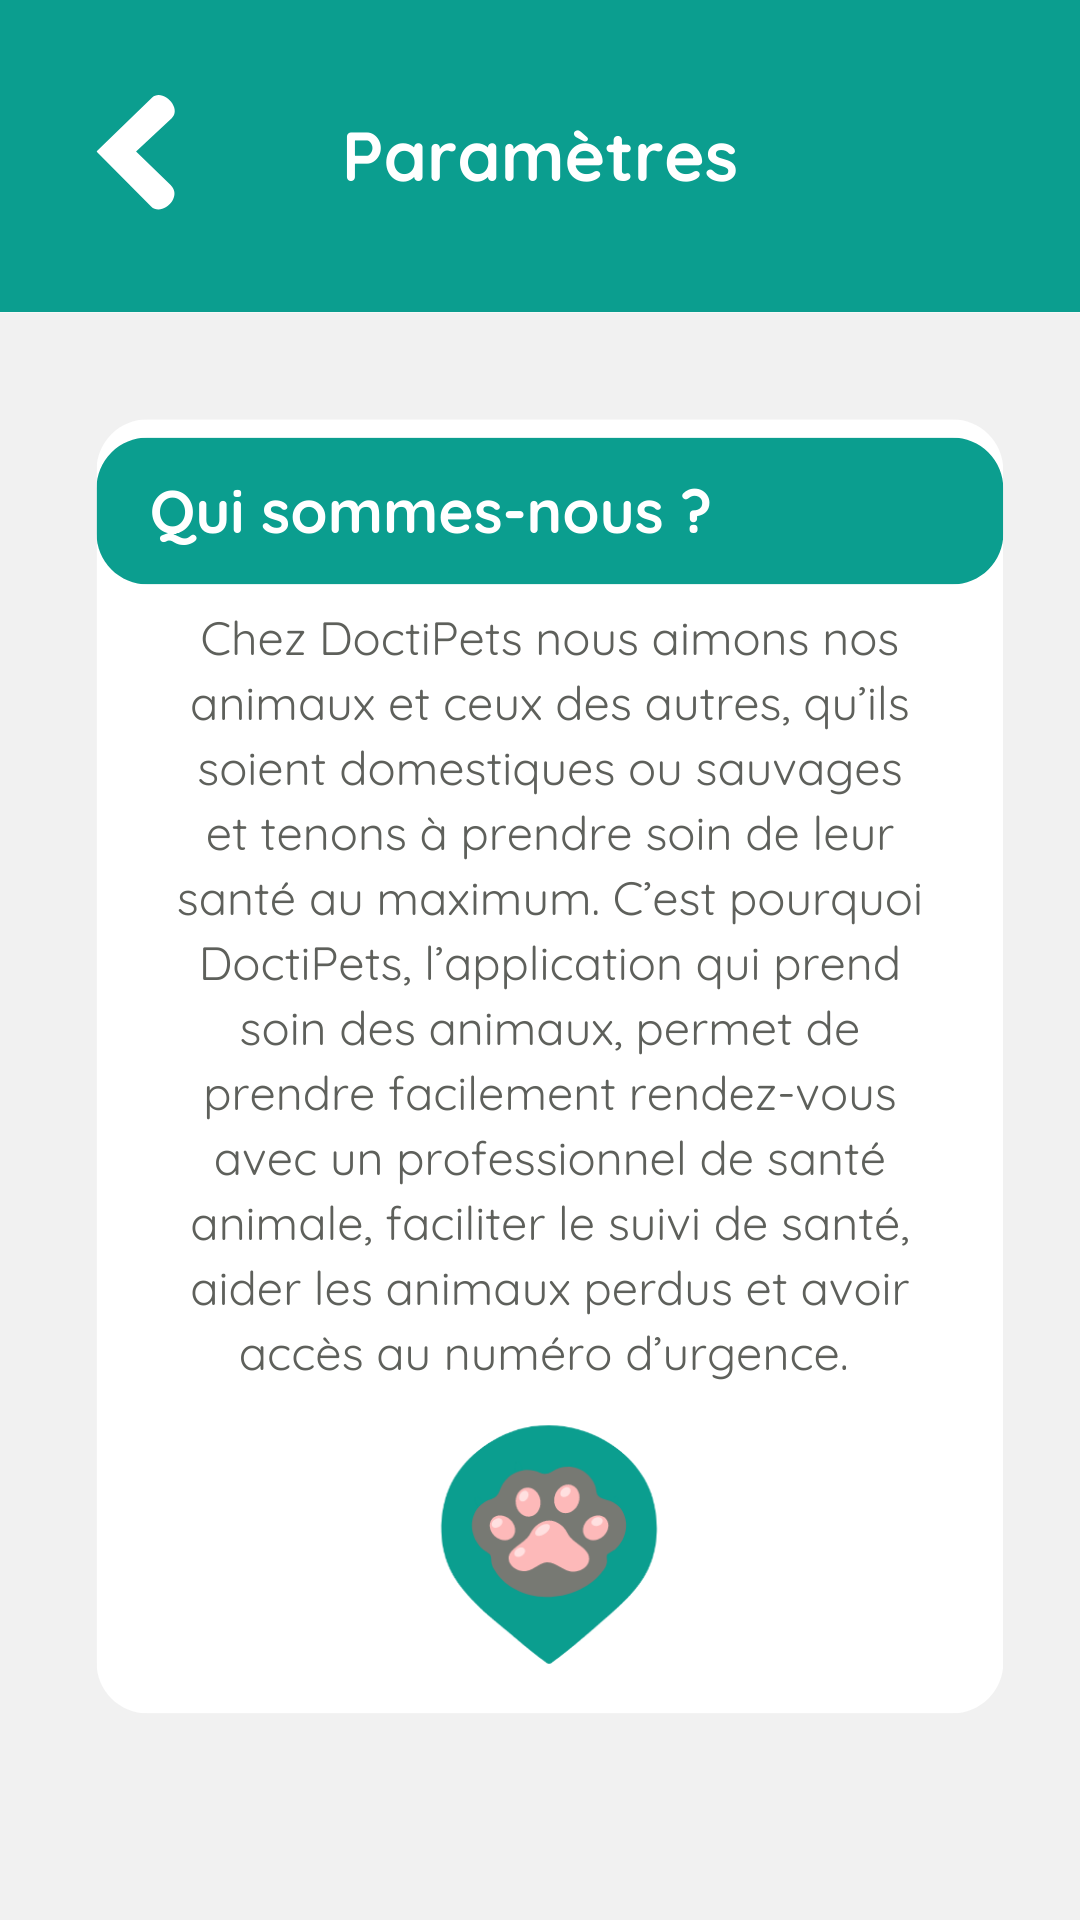 Paramètres
Qui sommes-nous ?
Chez DoctiPets nous aimons nos
animaux et ceux des autres, qu’ils
soient domestiques ou sauvages
et tenons à prendre soin de leur
santé au maximum. C’est pourquoi
DoctiPets, l’application qui prend
soin des animaux, permet de
prendre facilement rendez-vous
avec un professionnel de santé
animale, faciliter le suivi de santé,
aider les animaux perdus et avoir
accès au numéro d’urgence.